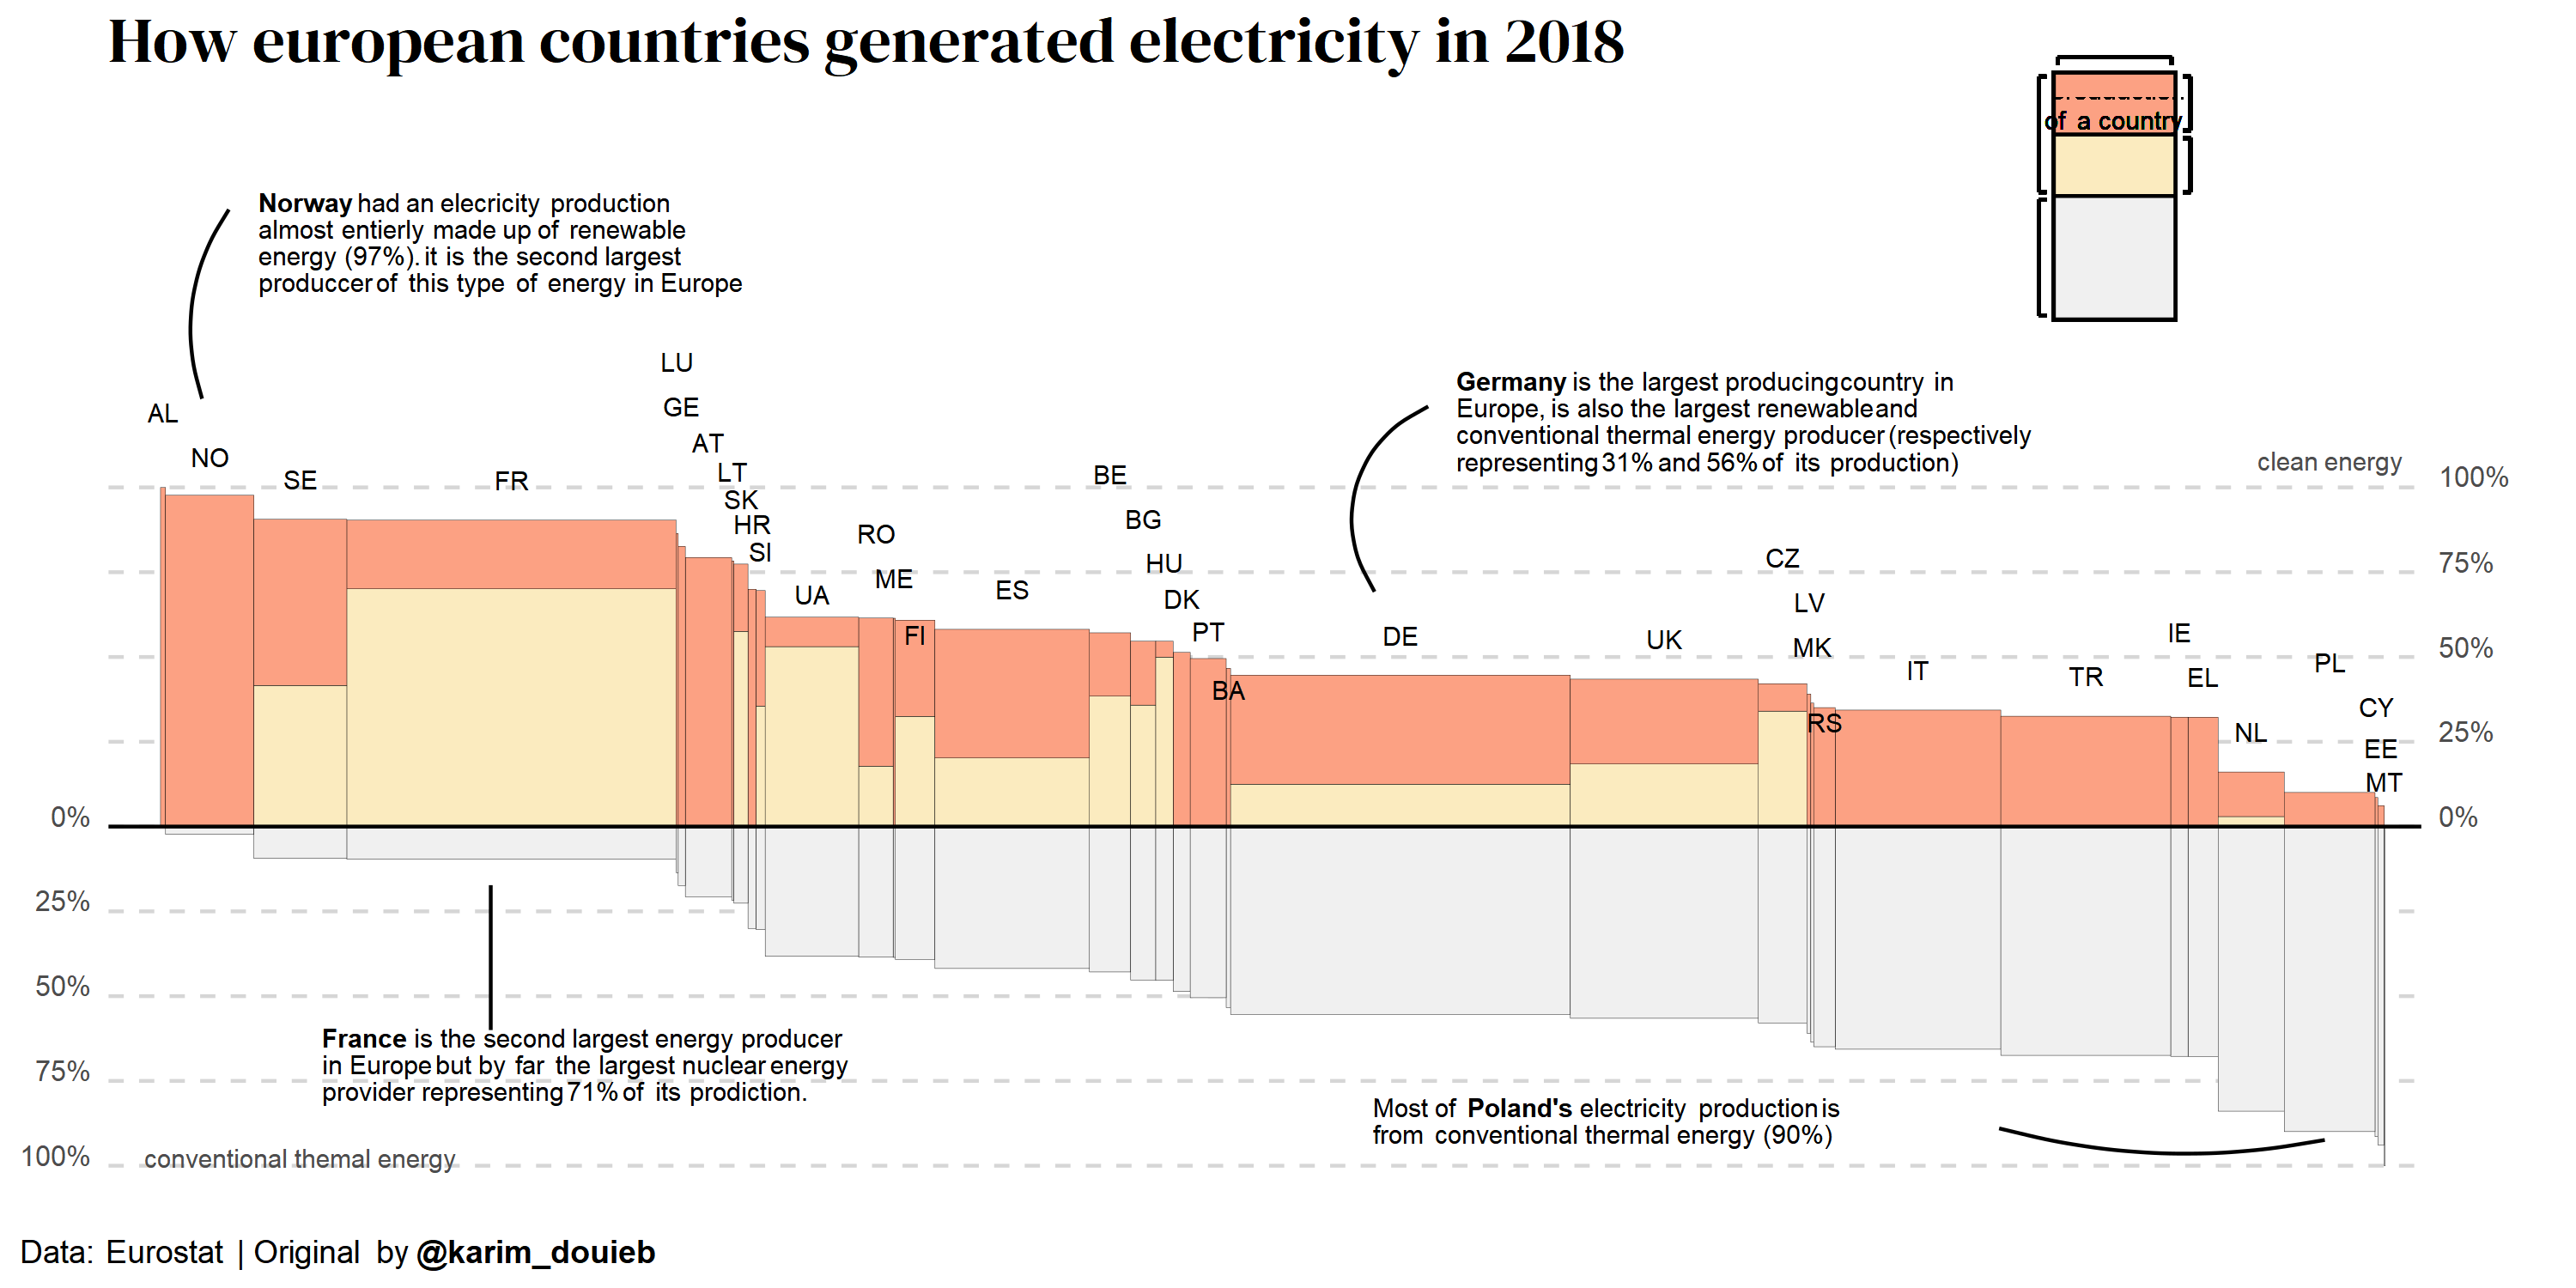 How european countries generated electricity in 2018
of a country
Norway had an elecricity production
almost entierly made up of renewable
energy (97%). it is the second largest
produccer of this type of energy in Europe
Germany is the largest producing country in
Europe, is also the largest renewable and
conventional thermal energy producer (respectively
representing 31% and 56% of its production)
clean energy
100%
75%
50%
25%
0%
AL
NO
SE
FR
LU
GE
AT
LT
SK
HR
SI
UA
RO
ME
FI
ES
BE
BG
HU
DK
PT
BA
DE
UK
CZ
LV
MK
RS
IT
TR
IE
EL
NL
PL
CY
EE
MT
0%
25%
50%
75%
100%
conventional themal energy
France is the second largest energy producer
in Europe but by far the largest nuclear energy
provider representing 71% of its prodiction.
Most of Poland's electricity production is
from conventional thermal energy (90%)
Data: Eurostat | Original by @karim_douieb